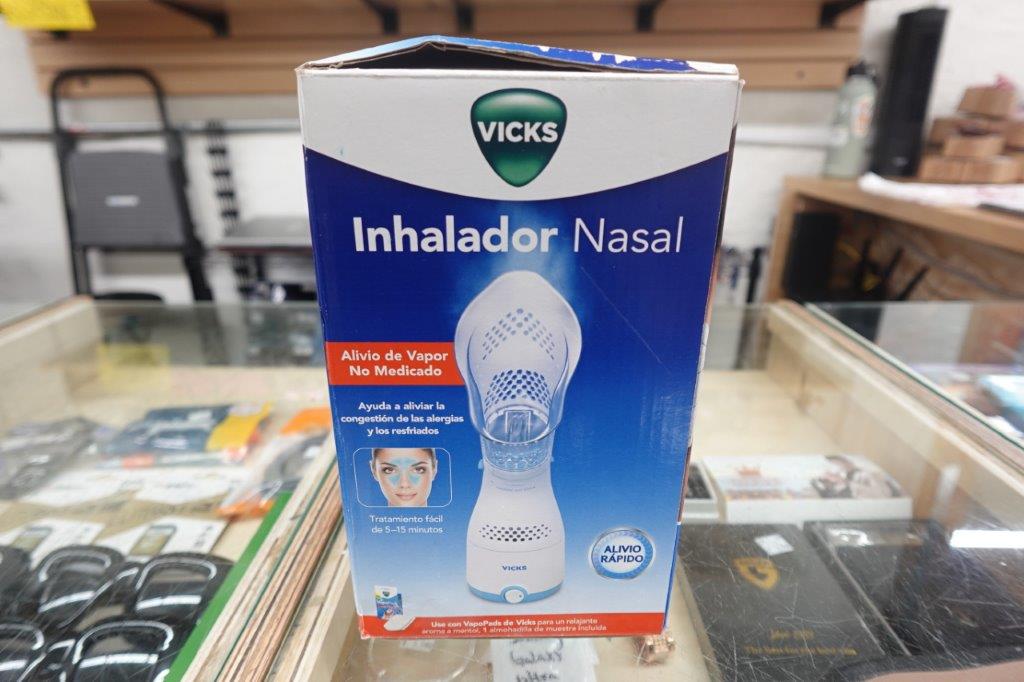 VICKS
Inhalador Nasal
Alivio de Vapor
No Medicado
Ayuda a aliviar la
congestión de las alergias
y los resfriados
Tratamiento fácil
de 5–15 minutos
VICKS
ALIVIO
RÁPIDO
Use con VapoPads de Vicks para un relajante
aroma a mentol, 1 almohadilla de muestra incluida